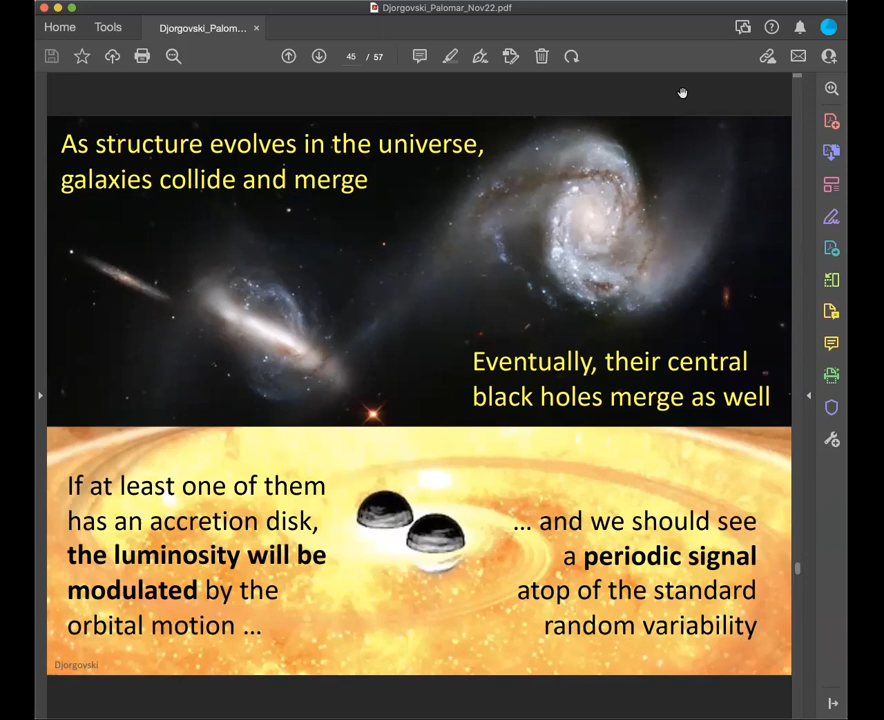 Djorgovski_Palomar_Nov22.pdf
Home
Tools
Djorgovski_Palom...
×
45 / 57
As structure evolves in the universe,
galaxies collide and merge
Eventually, their central
black holes merge as well
If at least one of them
has an accretion disk,
the luminosity will be
modulated by the
orbital motion ...
... and we should see
a periodic signal
atop of the standard
random variability
Djorgovski